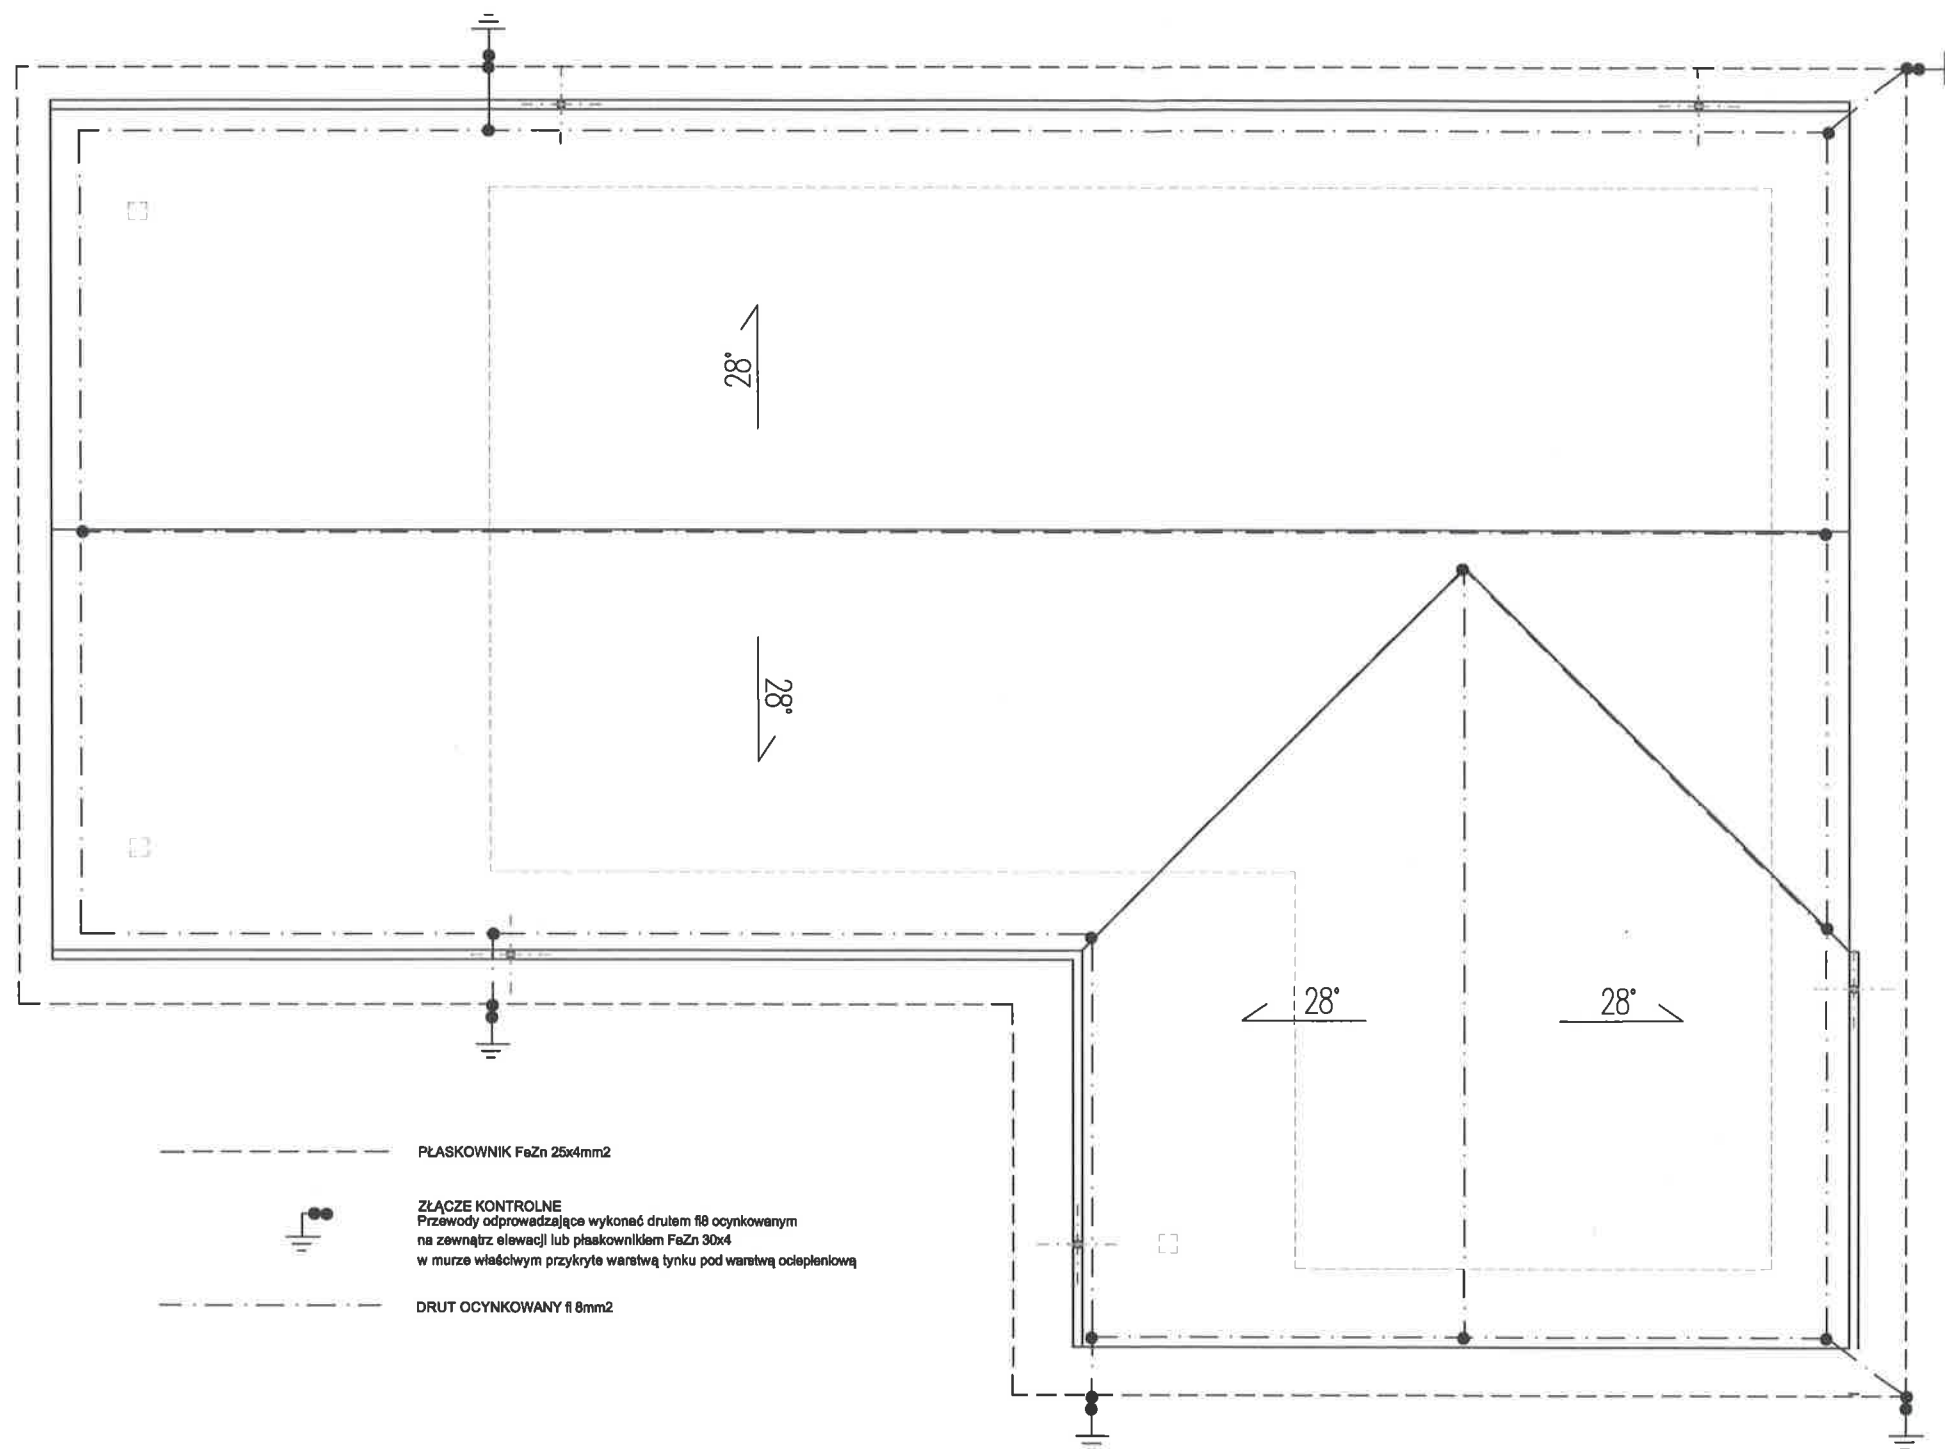 28°
28°
28°
28°
PŁASKOWNIK FeZn 25x4mm2
ZŁĄCZE KONTROLNE
Przewody odprowadzające wykonać drutem fi8 ocynkowanym
na zewnątrz elewacji lub płaskownikiem FeZn 30x4
w murze właściwym przykryte warstwą tynku pod warstwą ociepleniową
DRUT OCYNKOWANY fi 8mm2